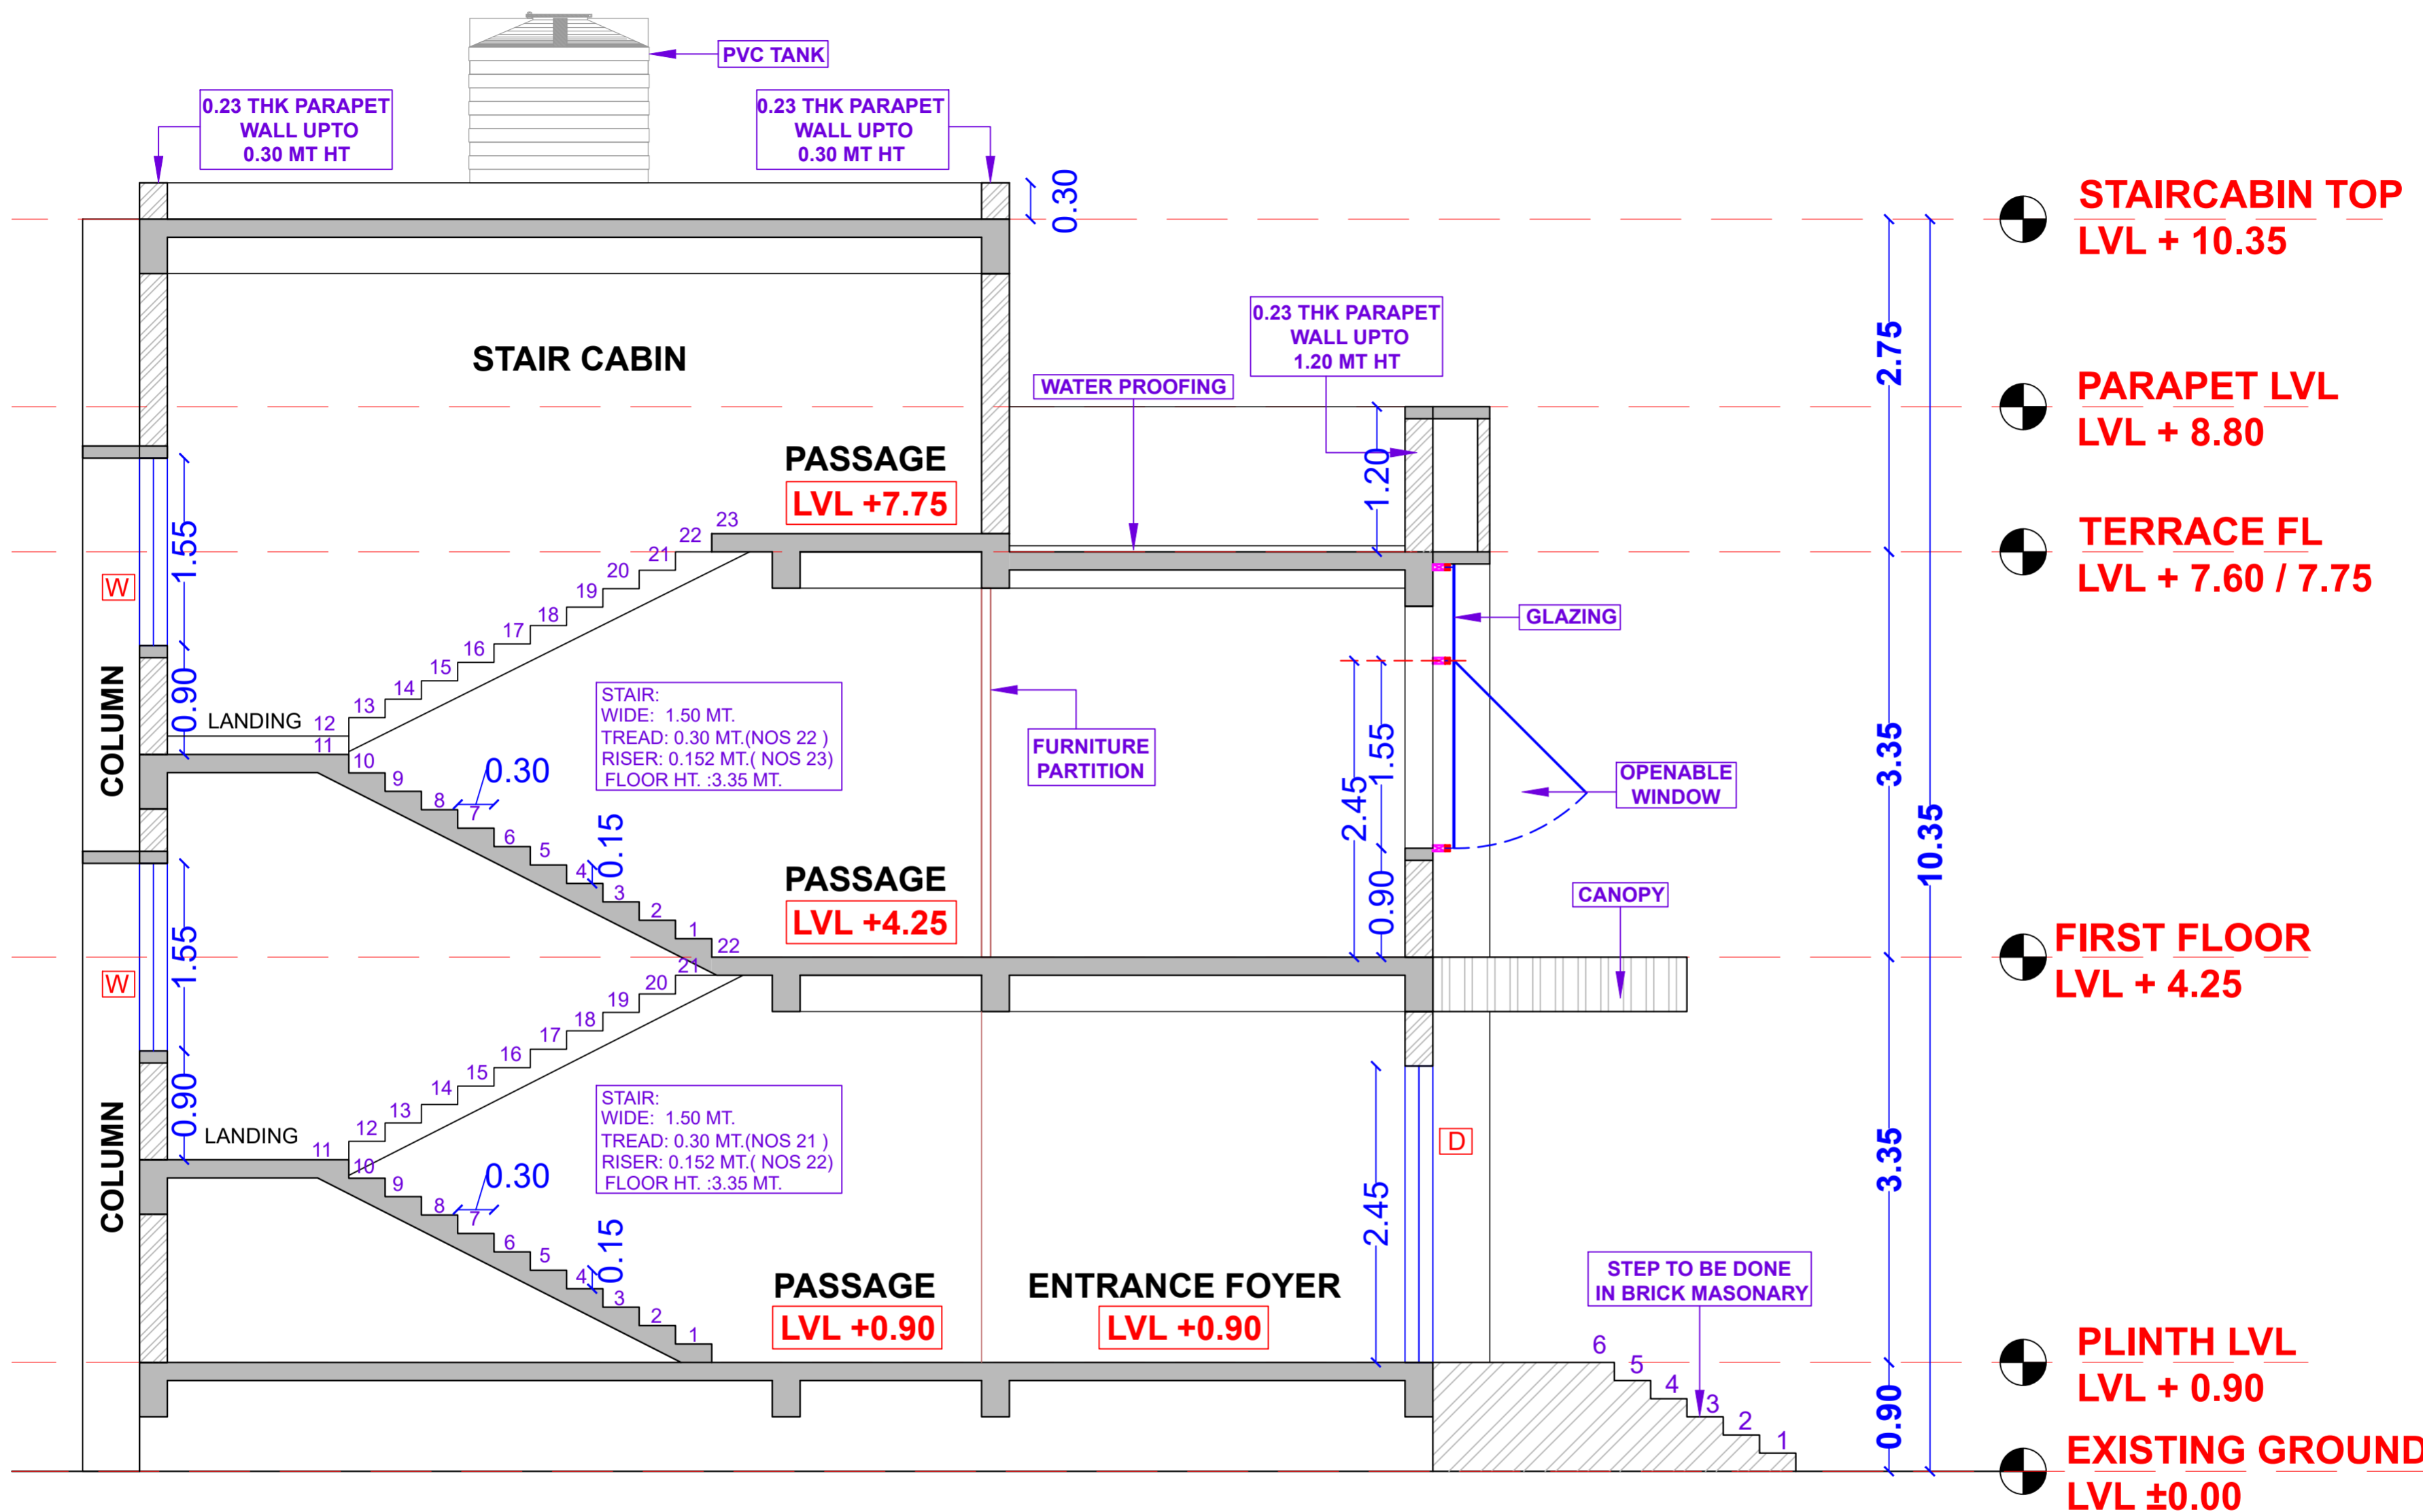 PVC TANK
0.23 THK PARAPET
WALL UPTO
0.30 MT HT
0.23 THK PARAPET
WALL UPTO
0.30 MT HT
0.30
STAIRCABIN TOP
LVL + 10.35
STAIR CABIN
0.23 THK PARAPET
WALL UPTO
1.20 MT HT
WATER PROOFING
2.75
PARAPET LVL
LVL + 8.80
PASSAGE
LVL +7.75
1.20
1.55
W
23
22
21
20
19
18
17
16
15
14
13
12
11
TERRACE FL
LVL + 7.60 / 7.75
GLAZING
COLUMN
0.90
LANDING
STAIR:
WIDE: 1.50 MT.
TREAD: 0.30 MT.(NOS 22 )
RISER: 0.152 MT.( NOS 23)
FLOOR HT. :3.35 MT.
FURNITURE
PARTITION
2.45
1.55
0.90
OPENABLE
WINDOW
3.35
10.35
10
9
8
7
6
5
4
3
2
1
0.30
0.15
PASSAGE
LVL +4.25
CANOPY
FIRST FLOOR
LVL + 4.25
1.55
W
22
21
20
19
18
17
16
15
14
13
12
11
COLUMN
0.90
LANDING
STAIR:
WIDE: 1.50 MT.
TREAD: 0.30 MT.(NOS 21 )
RISER: 0.152 MT.( NOS 22)
FLOOR HT. :3.35 MT.
D
2.45
3.35
10
9
8
7
6
5
4
3
2
1
0.30
0.15
PASSAGE
LVL +0.90
ENTRANCE FOYER
LVL +0.90
STEP TO BE DONE
IN BRICK MASONARY
6
5
4
3
2
1
PLINTH LVL
LVL + 0.90
0.90
EXISTING GROUND
LVL ±0.00